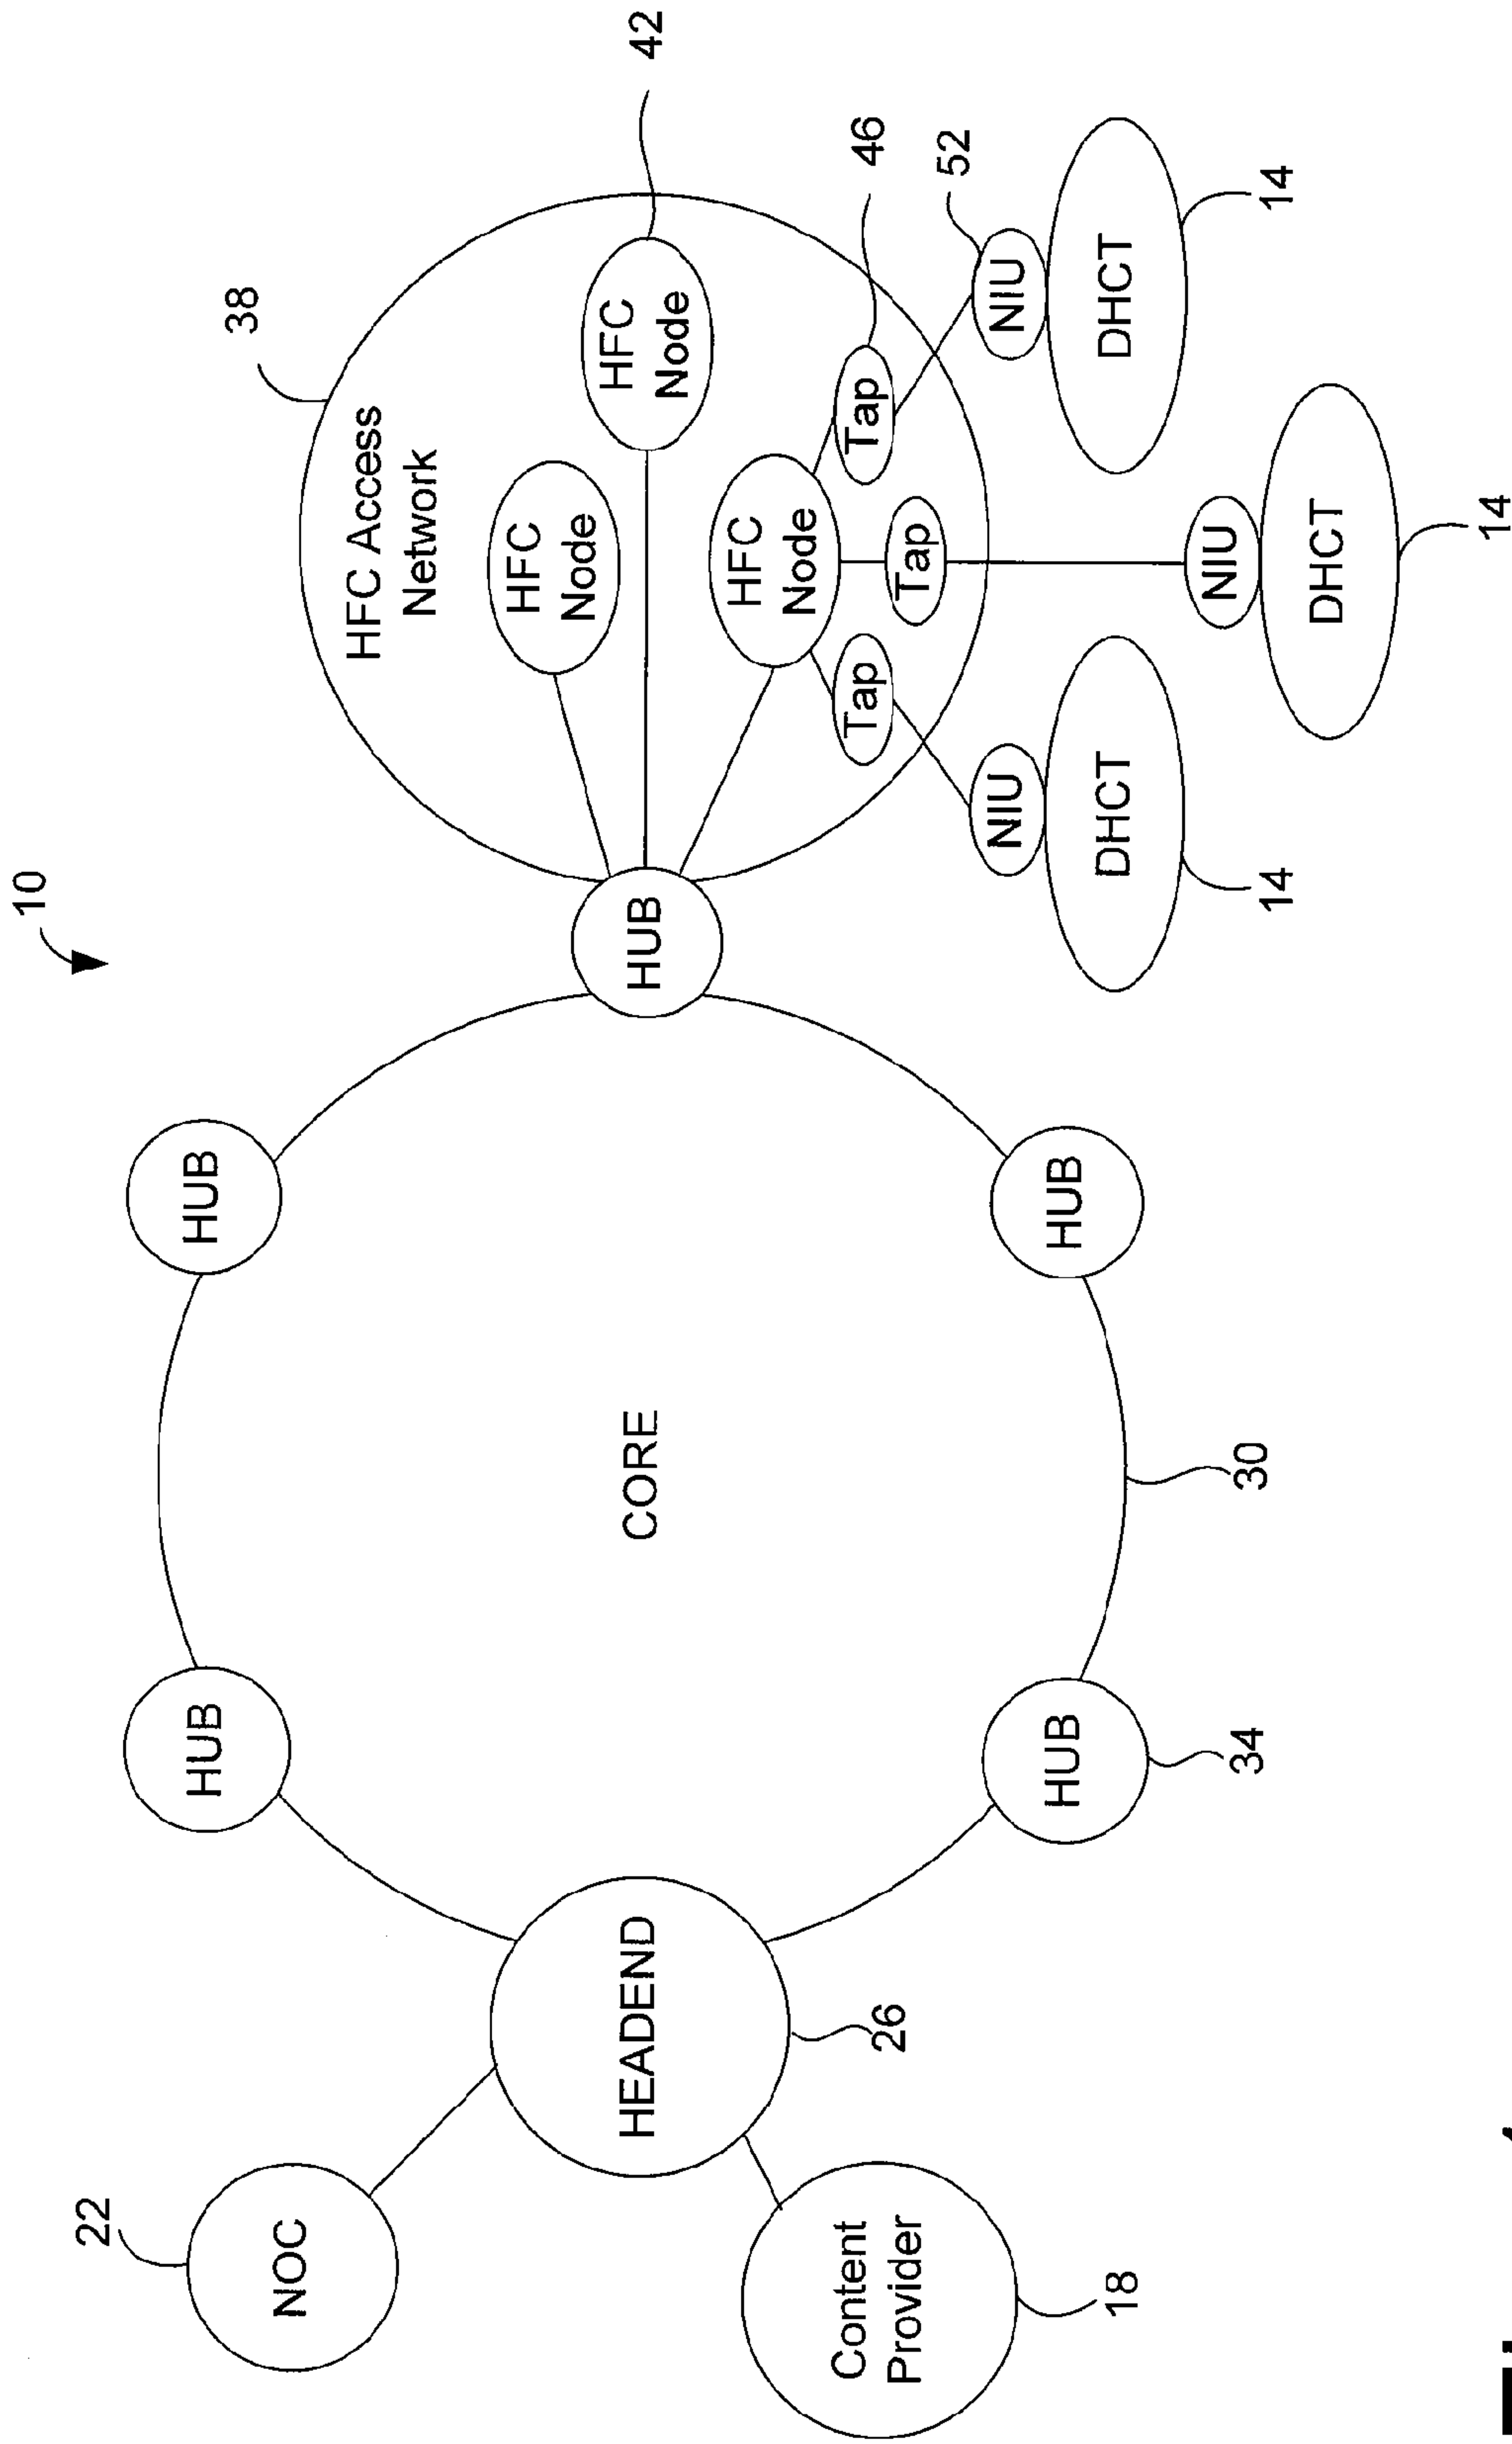 10
22
NOC
Content
Provider
18
HEADEND
26
HUB
HUB
34
CORE
30
HUB
HUB
HUB
38
HFC Access
Network
HFC
Node
HFC
Node
42
HFC
Node
Tap
Tap
Tap
46
NIU
DHCT
14
NIU
DHCT
14
NIU
52
DHCT
14